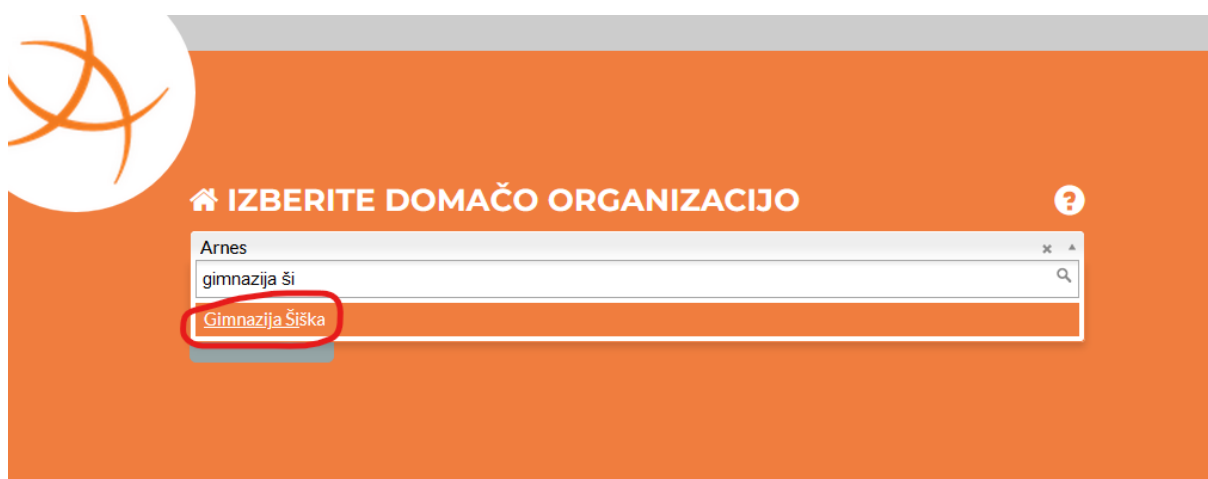 IZBERITE DOMAČO ORGANIZACIJO
Arnes
gimnazija ši
Gimnazija Šiška